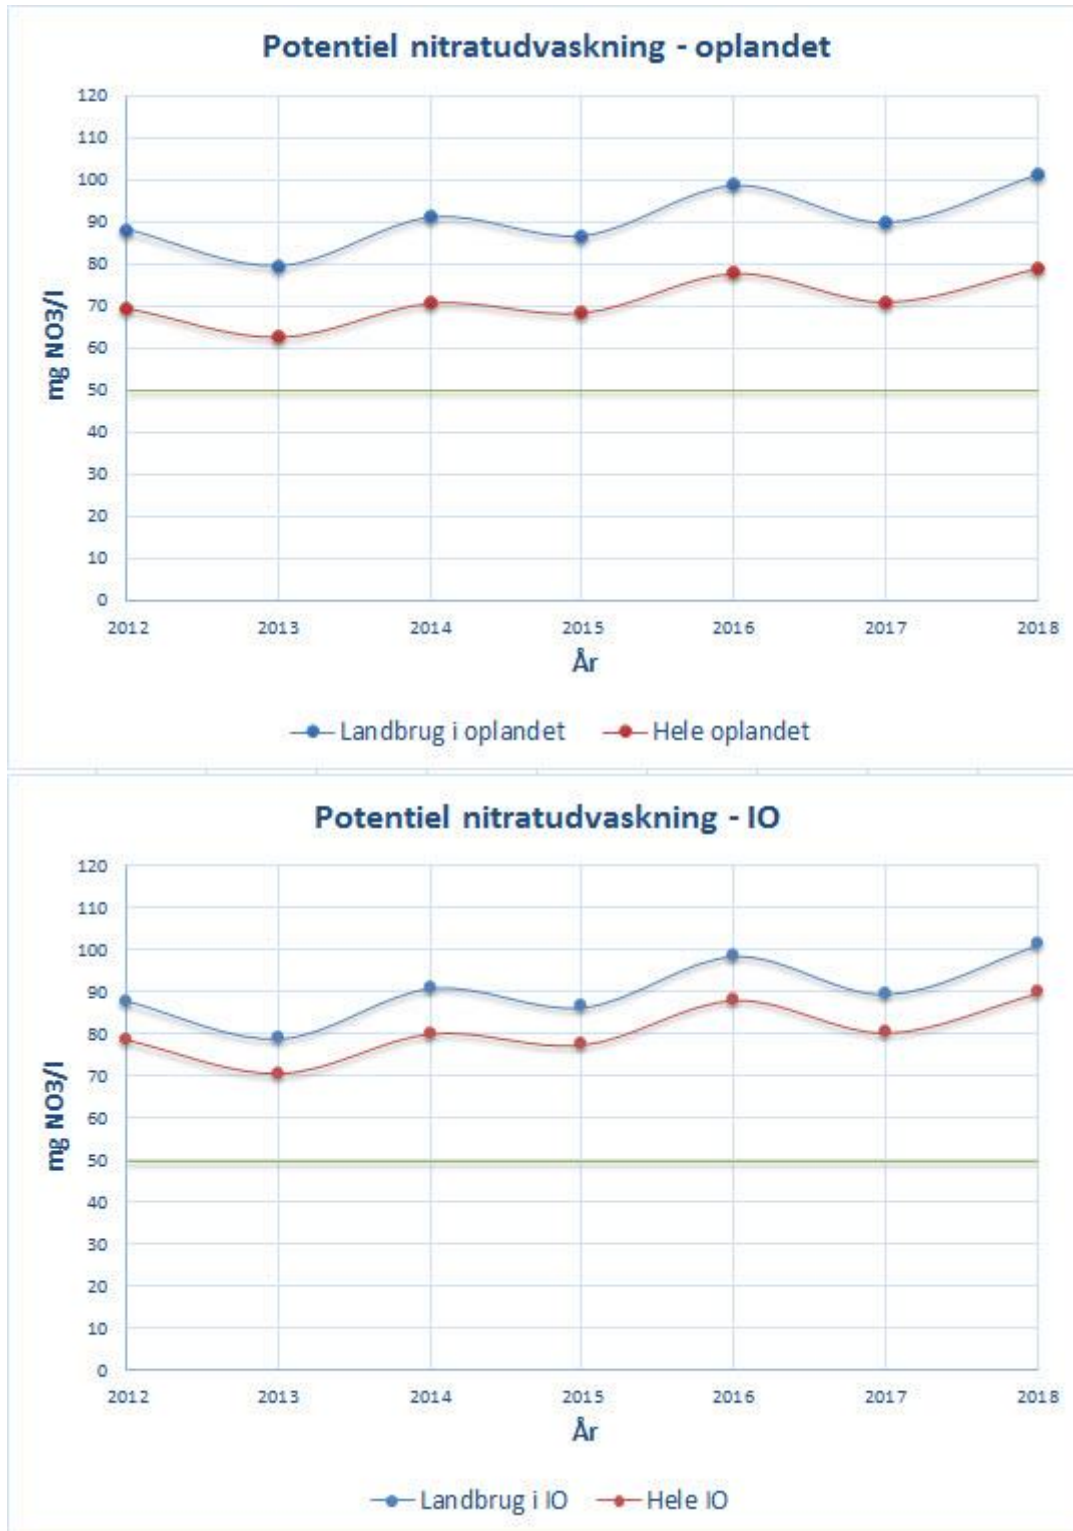 Potentiel nitratudvaskning - oplandet
120
110
100
90
80
70
60
50
40
30
20
10
0
mg NO3/l
2012 2013 2014 2015 2016 2017 2018
År
Landbrug i oplandet Hele oplandet
Potentiel nitratudvaskning - IO
120
110
100
90
80
70
60
50
40
30
20
10
0
mg NO3/l
2012 2013 2014 2015 2016 2017 2018
År
Landbrug i IO Hele IO